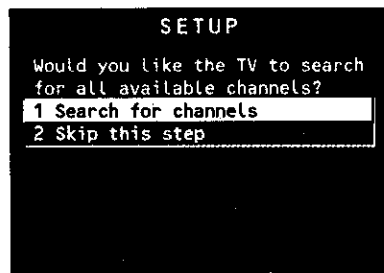 SETUP
Would you like the TV to search
for all available channels?
1 Search for channels
2 Skip this step